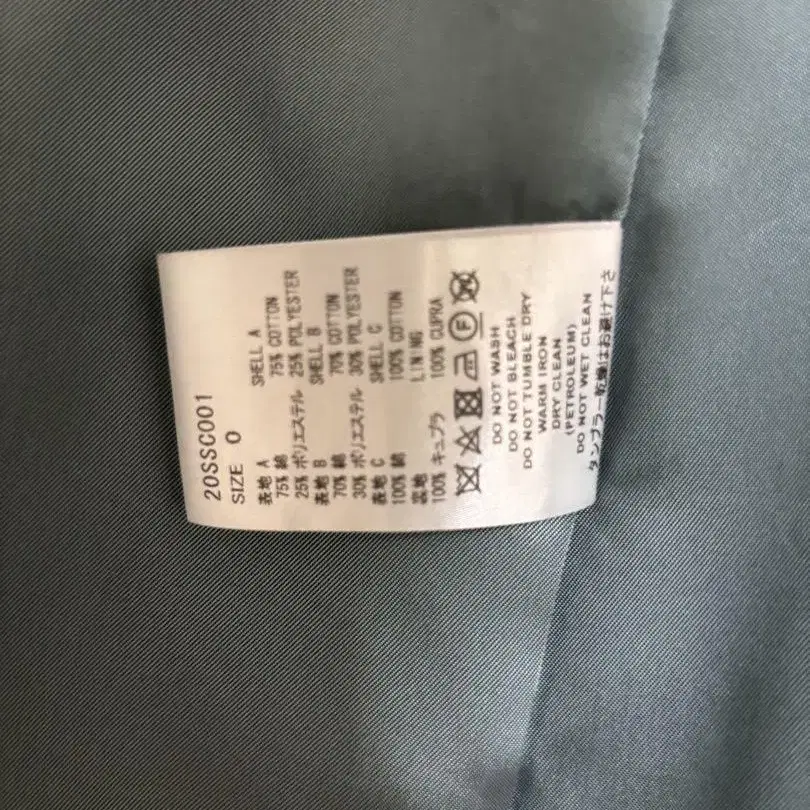 20SSC001
SIZE 0
表地 A SHELL A
75% 綿 75% COTTON
25% ポリエステル 25% POLYESTER
表地 B SHELL B
70% 綿 70% COTTON
30% ポリエステル 30% POLYESTER
表地 C SHELL C
100% 綿 100% COTTON
裏地 LINING
100% キュプラ 100% CUPRA
F
DO NOT WASH
DO NOT BLEACH
DO NOT TUMBLE DRY
WARM IRON
DRY CLEAN
(PETROLEUM)
DO NOT WET CLEAN
タンブラー乾燥はお避け下さ